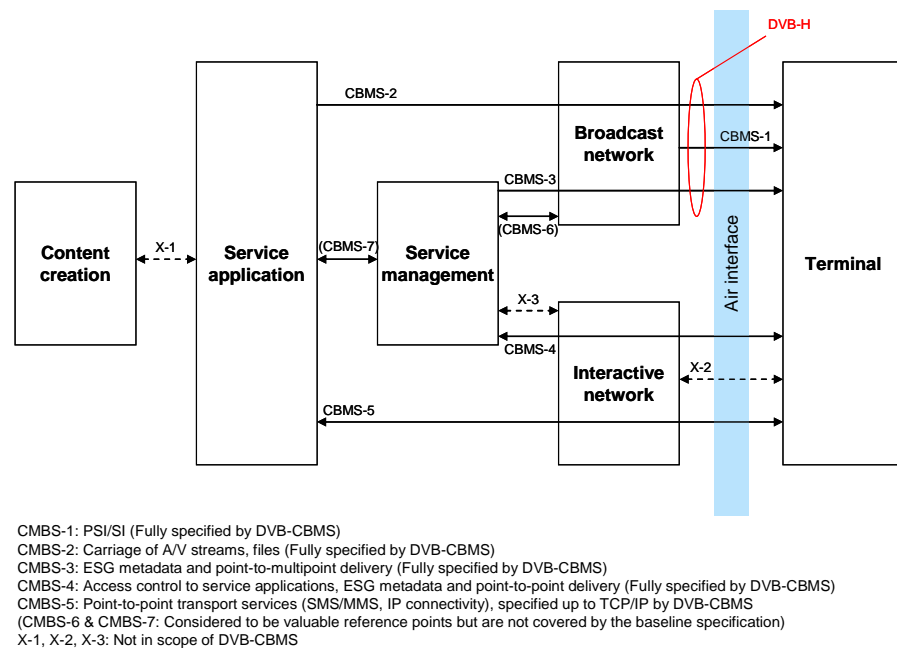 DVB-H
CBMS-2
Broadcast
network
CBMS-1
CBMS-3
Content
creation
X-1
Service
application
(CBMS-7)
Service
management
(CBMS-6)
Air interface
Terminal
X-3
CBMS-4
Interactive
network
X-2
CBMS-5
CMBS-1: PSI/SI (Fully specified by DVB-CBMS)
CMBS-2: Carriage of A/V streams, files (Fully specified by DVB-CBMS)
CMBS-3: ESG metadata and point-to-multipoint delivery (Fully specified by DVB-CBMS)
CMBS-4: Access control to service applications, ESG metadata and point-to-point delivery (Fully specified by DVB-CBMS)
CMBS-5: Point-to-point transport services (SMS/MMS, IP connectivity), specified up to TCP/IP by DVB-CBMS
(CMBS-6 & CMBS-7: Considered to be valuable reference points but are not covered by the baseline specification)
X-1, X-2, X-3: Not in scope of DVB-CBMS